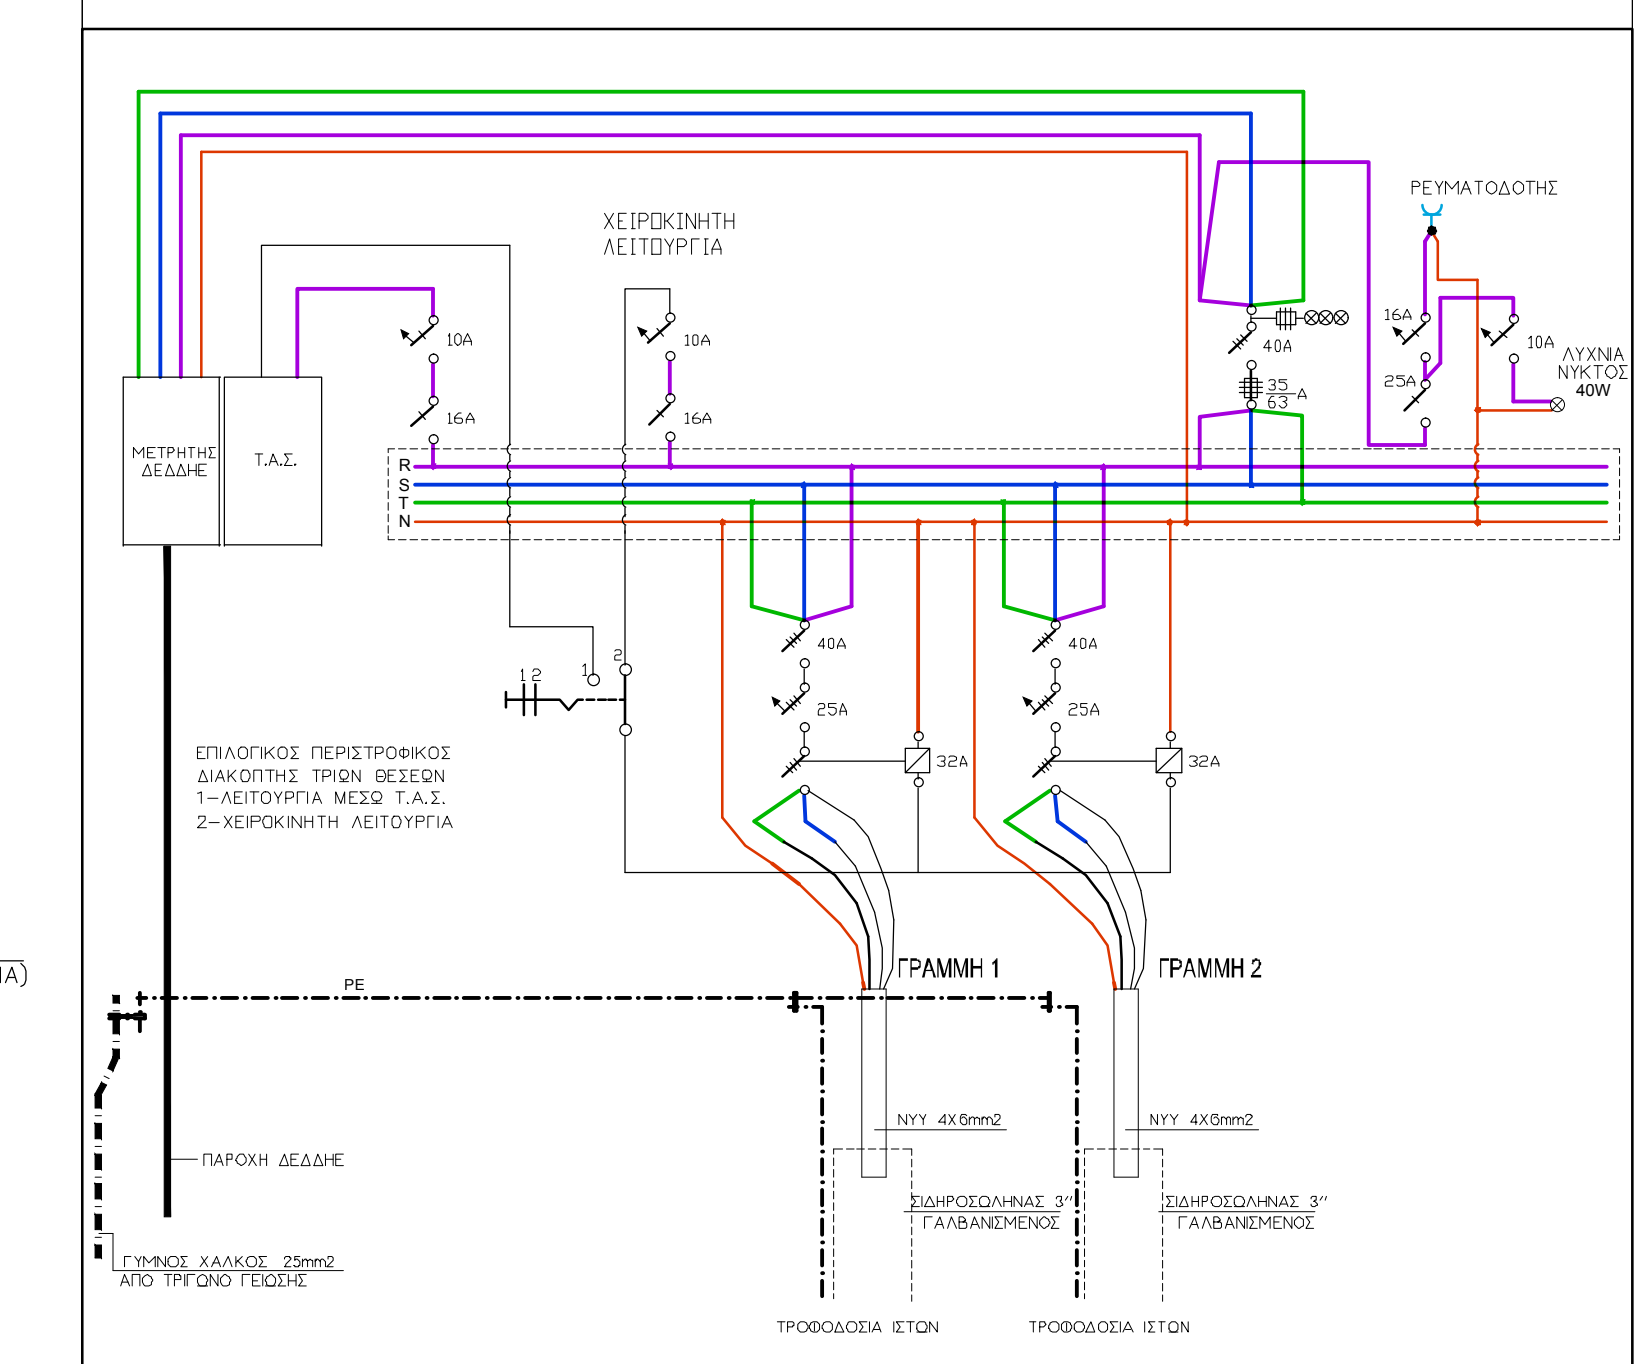 ΡΕΥΜΑΤΟΔΟΤΗΣ
ΧΕΙΡΟΚΙΝΗΤΗ
ΛΕΙΤΟΥΡΓΙΑ
10A
10A
16A
40A
10A
ΛΥΧΝΙΑ
ΝΥΚΤΟΣ
40W
25A
35
63
A
16A
16A
ΜΕΤΡΗΤΗΣ
ΔΕΔΔΗΕ
Τ.Α.Σ.
R
S
T
N
40A
40A
2
1
1 2
25A
25A
32A
32A
ΕΠΙΛΟΓΙΚΟΣ ΠΕΡΙΣΤΡΟΦΙΚΟΣ
ΔΙΑΚΟΠΤΗΣ ΤΡΙΩΝ ΘΕΣΕΩΝ
1-ΛΕΙΤΟΥΡΓΙΑ ΜΕΣΩ Τ.Α.Σ.
2-ΧΕΙΡΟΚΙΝΗΤΗ ΛΕΙΤΟΥΡΓΙΑ
ΓΡΑΜΜΗ 1
ΓΡΑΜΜΗ 2
ΙΑ)
PE
NYY 4X6mm2
NYY 4X6mm2
ΠΑΡΟΧΗ ΔΕΔΔΗΕ
ΣΙΔΗΡΟΣΩΛΗΝΑΣ 3''
ΓΑΛΒΑΝΙΣΜΕΝΟΣ
ΣΙΔΗΡΟΣΩΛΗΝΑΣ 3''
ΓΑΛΒΑΝΙΣΜΕΝΟΣ
ΓΥΜΝΟΣ ΧΑΛΚΟΣ 25mm2
ΑΠΟ ΤΡΙΓΩΝΟ ΓΕΙΩΣΗΣ
ΤΡΟΦΟΔΟΣΙΑ ΙΣΤΩΝ
ΤΡΟΦΟΔΟΣΙΑ ΙΣΤΩΝ